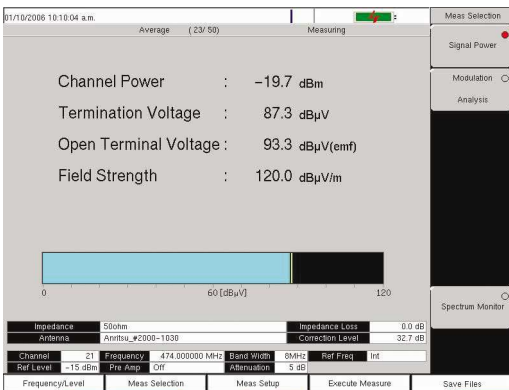 01/10/2006 10:10:04 a.m.
Meas Selection
Average (23/ 50) Measuring
Signal Power
Channel Power : -19.7 dBm
Modulation
Analysis
Termination Voltage : 87.3 dBµV
Open Terminal Voltage : 93.3 dBµV(emf)
Field Strength : 120.0 dBµV/m
0 60 [dBµV] 120
Spectrum Monitor
Impedance 50ohm Impedance Loss 0.0 dB
Antenna Anritsu_#2000-1030 Correction Level 32.7 dB
Channel 21 Frequency 474.000000 MHz Band Width 8MHz Ref Freq Int
Ref Level -15 dBm Pre Amp Off Attenuation 5 dB
Frequency/Level Meas Selection Meas Setup Execute Measure Save Files